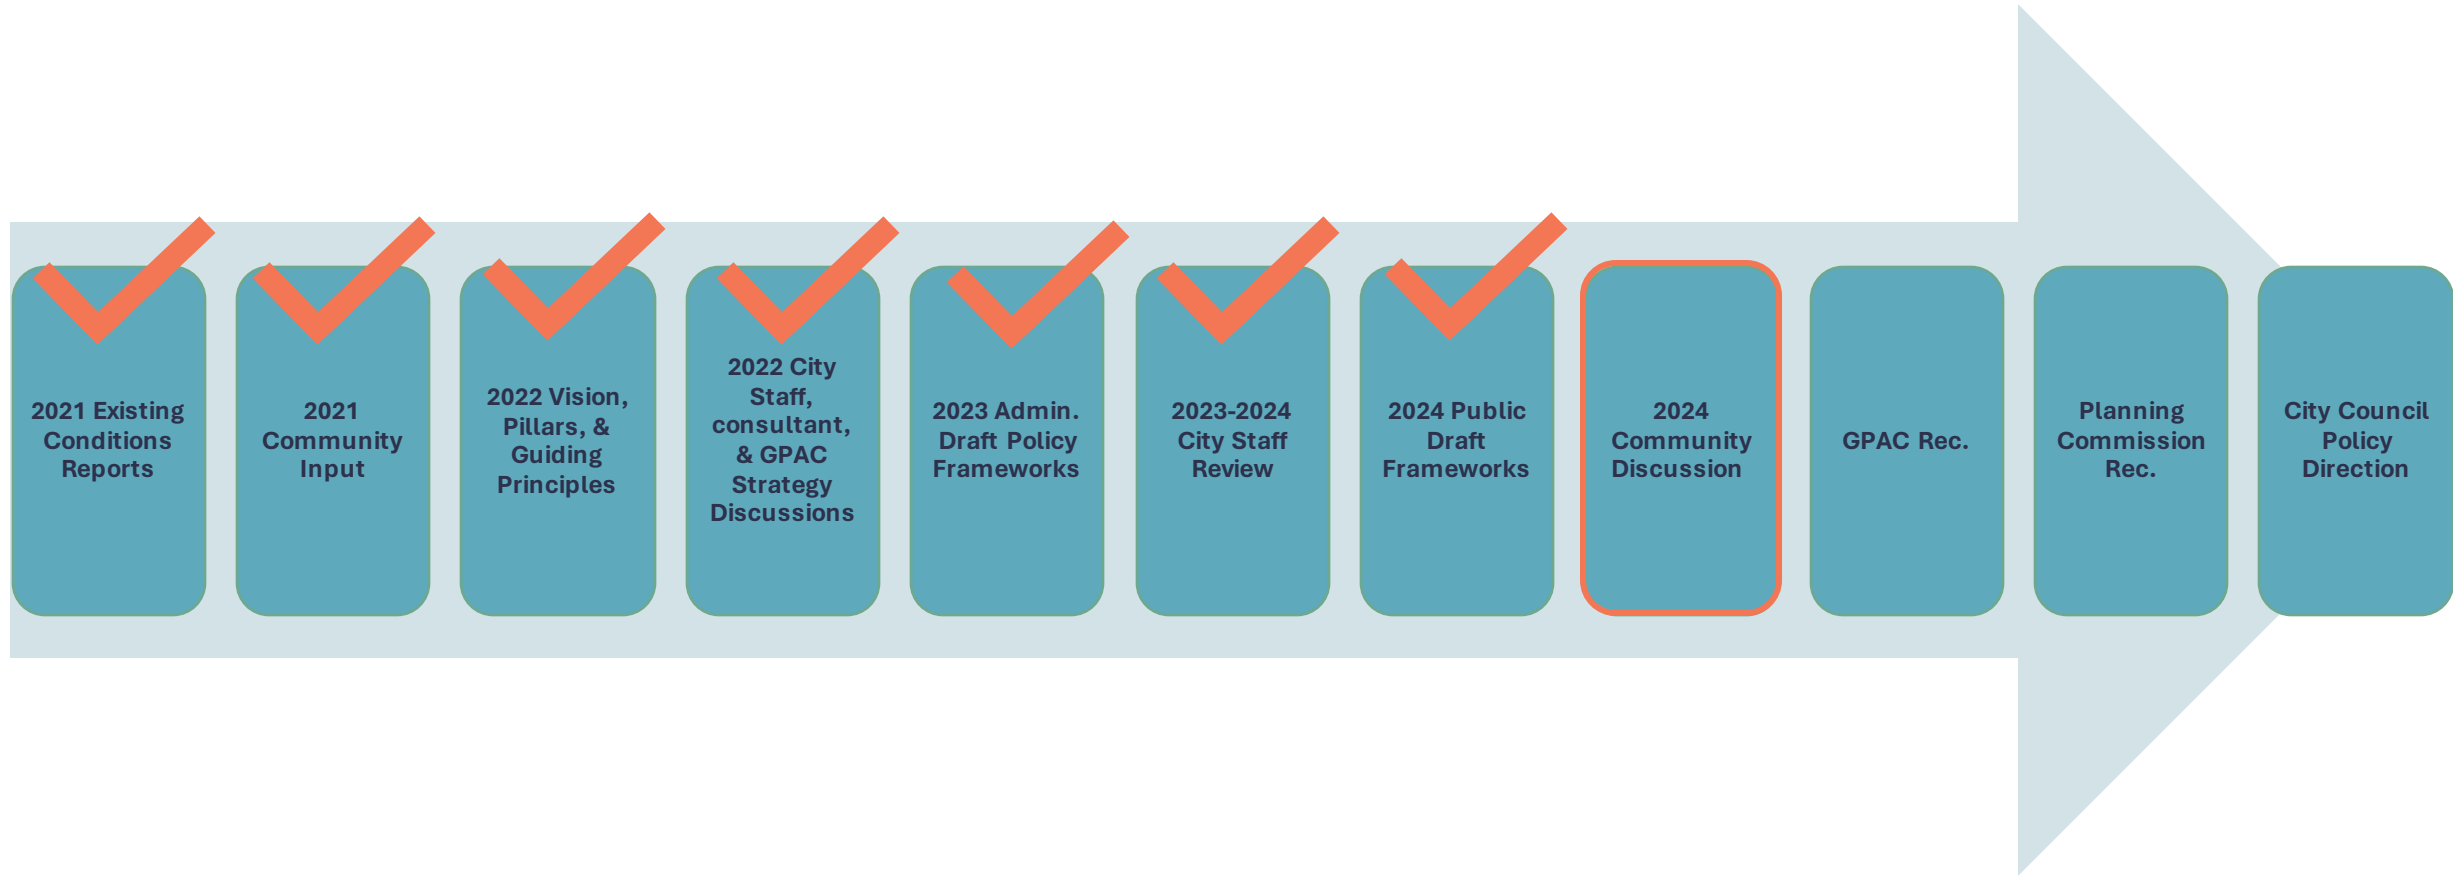 2021 Existing
Conditions
Reports
2021
Community
Input
2022 Vision,
Pillars, &
Guiding
Principles
2022 City
Staff,
consultant,
& GPAC
Strategy
Discussions
2023 Admin.
Draft Policy
Frameworks
2023-2024
City Staff
Review
2024 Public
Draft
Frameworks
2024
Community
Discussion
GPAC Rec.
Planning
Commission
Rec.
City Council
Policy
Direction